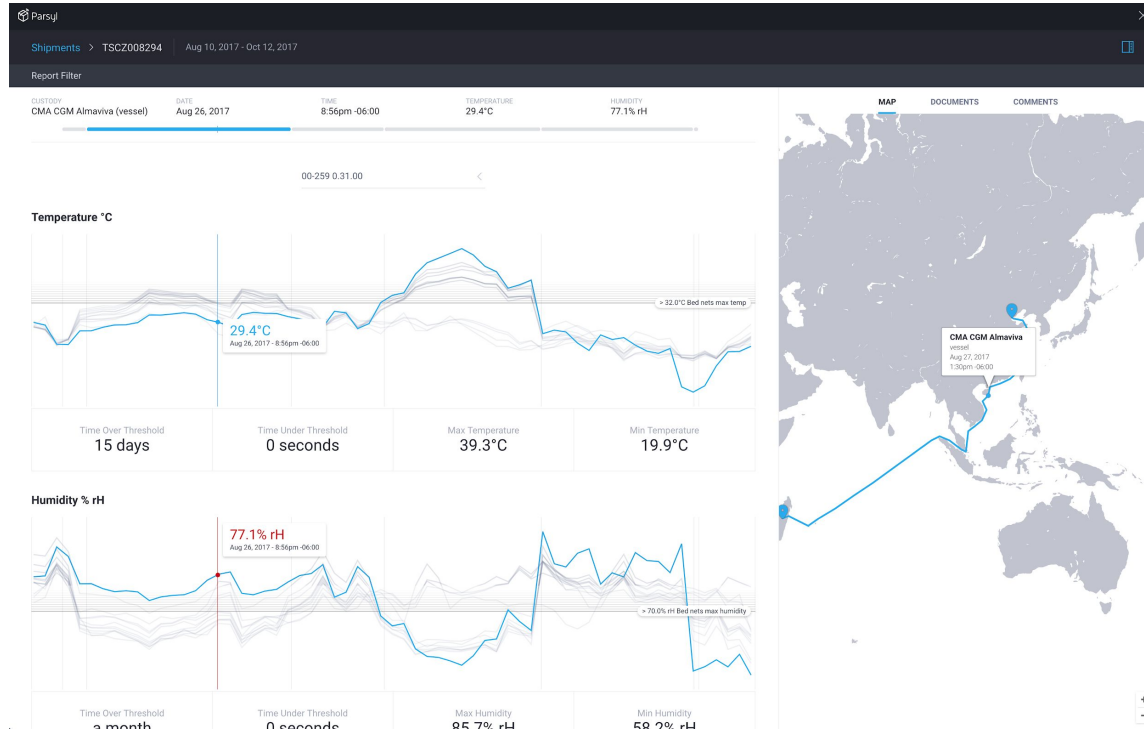 Parsyl
Shipments > TSCZ008294 Aug 10, 2017 - Oct 12, 2017
Report Filter
CUSTODY DATE TIME TEMPERATURE HUMIDITY
CMA CGM Almaviva (vessel) Aug 26, 2017 8:56pm -06:00 29.4°C 77.1% rH
00-259 0.31.00
Temperature °C
> 32.0°C Bed nets max temp
29.4°C
Aug 26, 2017 - 8:56pm -06:00
Time Over Threshold Time Under Threshold Max Temperature Min Temperature
15 days 0 seconds 39.3°C 19.9°C
Humidity % rH
77.1% rH
Aug 26, 2017 - 8:56pm -06:00
> 70.0% rH Bed nets max humidity
Time Over Threshold Time Under Threshold Max Humidity Min Humidity
a month 0 seconds 85.7% rH 58.2% rH
MAP DOCUMENTS COMMENTS
CMA CGM Almaviva
vessel
Aug 27, 2017
1:30pm -06:00